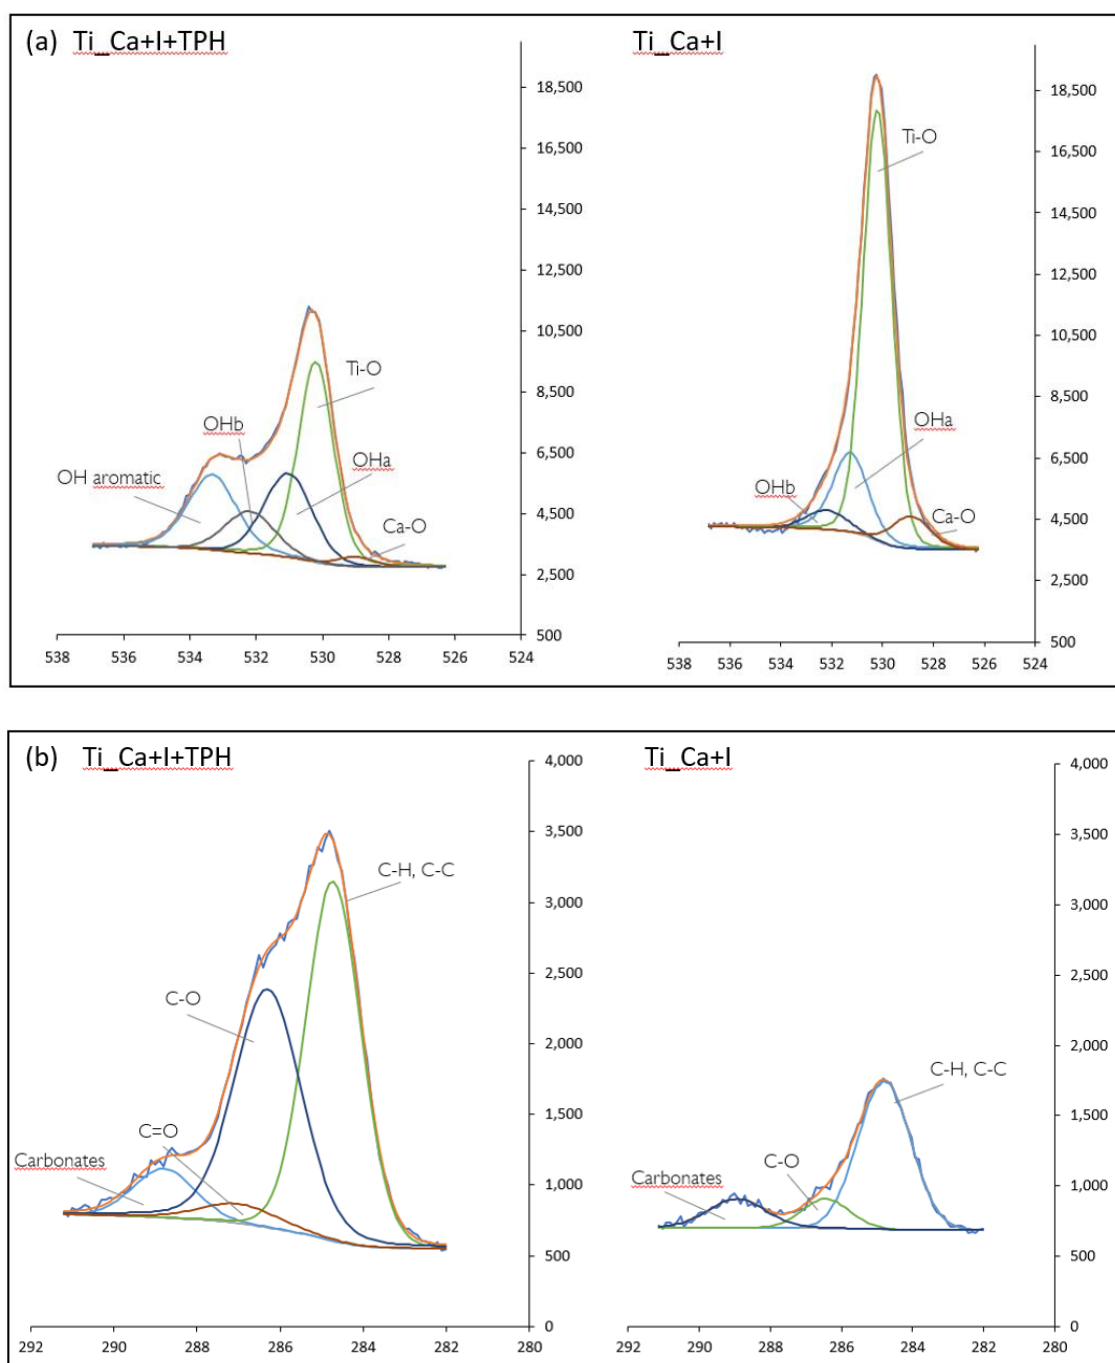 (a) Ti_Ca+I+TPH
Ti_Ca+I
18,500
16,500
14,500
12,500
10,500
8,500
6,500
4,500
2,500
500
Ti-O
OHb
OHa
OH aromatic
Ca-O
538 536 534 532 530 528 526 524
18,500
16,500
14,500
12,500
10,500
8,500
6,500
4,500
2,500
500
Ti-O
OHa
OHb
Ca-O
538 536 534 532 530 528 526 524
(b) Ti_Ca+I+TPH
Ti_Ca+I
4,000
3,500
3,000
2,500
2,000
1,500
1,000
500
0
C-H, C-C
C-O
C=O
Carbonates
292 290 288 286 284 282 280
4,000
3,500
3,000
2,500
2,000
1,500
1,000
500
0
C-H, C-C
C-O
Carbonates
292 290 288 286 284 282 280